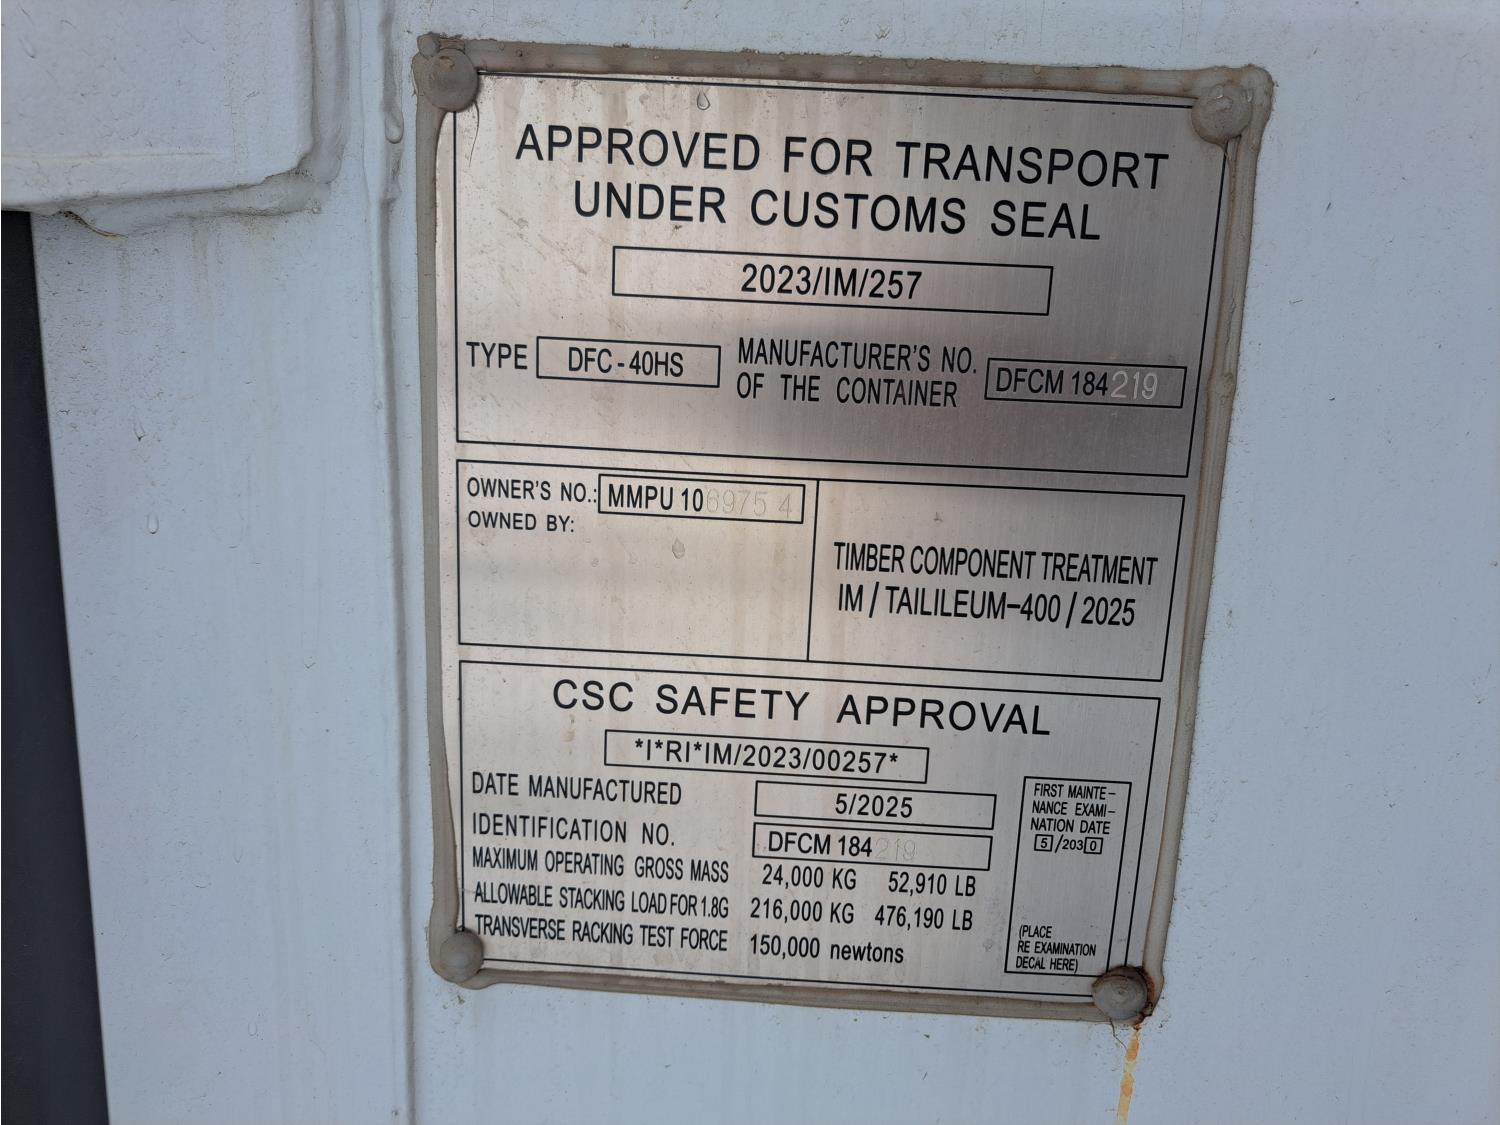 APPROVED FOR TRANSPORT
UNDER CUSTOMS SEAL
2023/IM/257
TYPE DFC-40HS
MANUFACTURER'S NO.
OF THE CONTAINER
DFCM 184219
OWNER'S NO.: MMPU 1069754
OWNED BY:
TIMBER COMPONENT TREATMENT
IM / TAILILEUM-400 / 2025
CSC SAFETY APPROVAL
*I*RI*IM/2023/00257*
DATE MANUFACTURED 5/2025
IDENTIFICATION NO. DFCM 184219
MAXIMUM OPERATING GROSS MASS 24,000 KG 52,910 LB
ALLOWABLE STACKING LOAD FOR 1.8G 216,000 KG 476,190 LB
TRANSVERSE RACKING TEST FORCE 150,000 newtons
FIRST MAINTE-
NANCE EXAMI-
NATION DATE
5/2030
(PLACE
RE EXAMINATION
DECAL HERE)